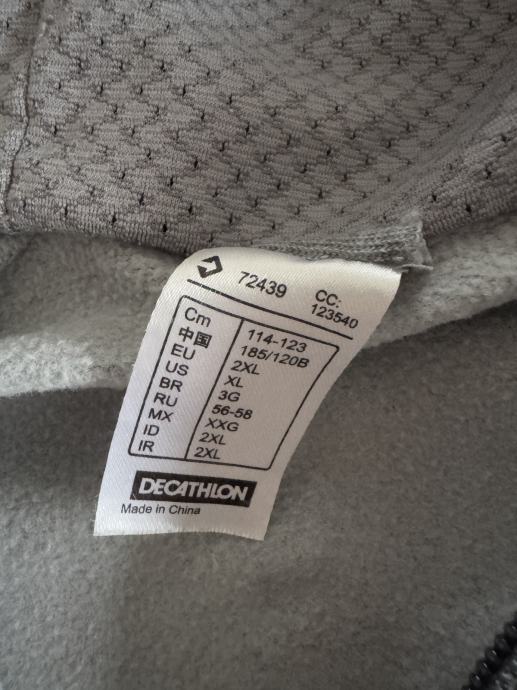 72439 CC:
123540
Cm 114-123
中国 185/120B
EU 2XL
US XL
BR 3G
RU 56-58
MX XXG
ID 2XL
IR 2XL
DECATHLON
Made in China